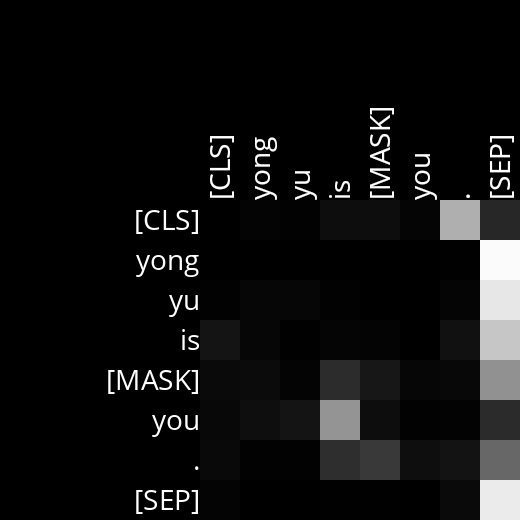 [CLS] yong yu is [MASK] you . [SEP]
[CLS]
yong
yu
is
[MASK]
you
.
[SEP]